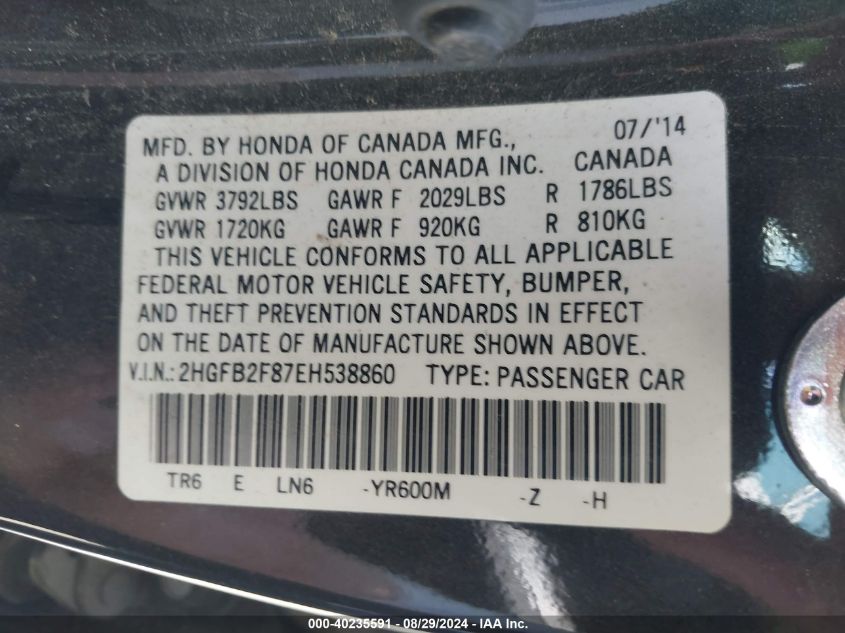 MFD. BY HONDA OF CANADA MFG., 07/'14
A DIVISION OF HONDA CANADA INC. CANADA
GVWR 3792LBS GAWR F 2029LBS R 1786LBS
GVWR 1720KG GAWR F 920KG R 810KG
THIS VEHICLE CONFORMS TO ALL APPLICABLE
FEDERAL MOTOR VEHICLE SAFETY, BUMPER,
AND THEFT PREVENTION STANDARDS IN EFFECT
ON THE DATE OF MANUFACTURE SHOWN ABOVE.
V.I.N.: 2HGFB2F87EH538860 TYPE: PASSENGER CAR
TR6 E LN6 -YR600M -Z -H
000-40235591 - 08/29/2024 - IAA Inc.